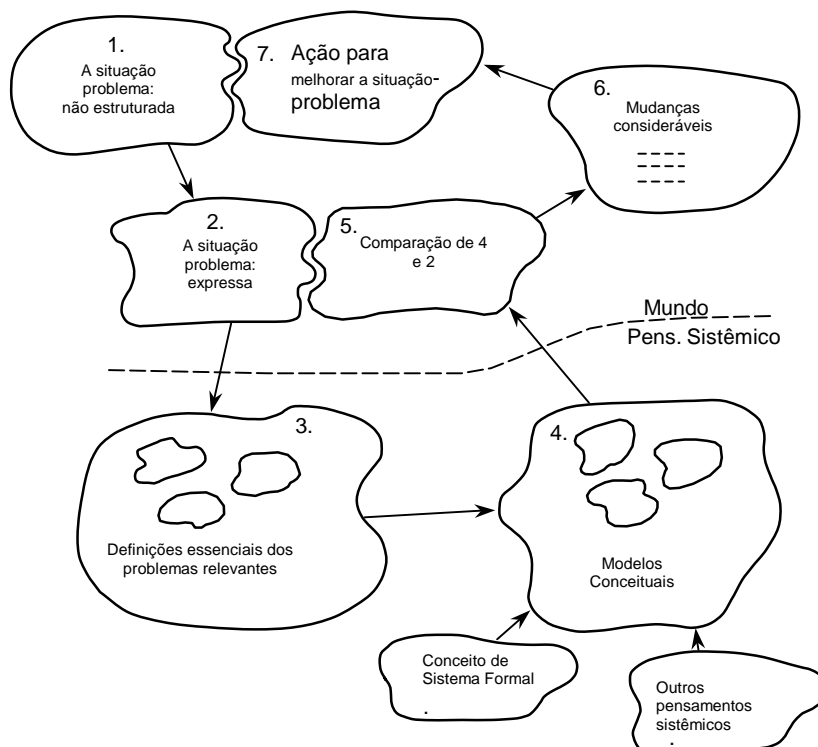 1.
A situação
problema:
não estruturada
7. Ação para
melhorar a situação-
problema
6.
Mudanças
consideráveis
2.
A situação
problema:
expressa
5.
Comparação de 4
e 2
Mundo
Pens. Sistêmico
3.
Definições essenciais dos
problemas relevantes
4.
Modelos
Conceituais
Conceito de
Sistema Formal
.
Outros
pensamentos
sistêmicos
.